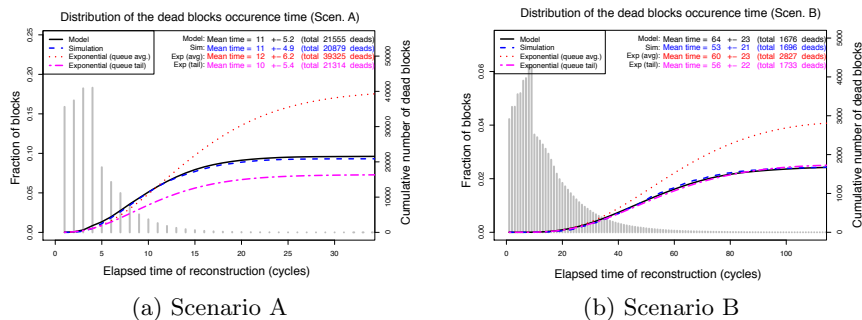 Distribution of the dead blocks occurence time (Scen. A)
Model
Simulation
Exponential (queue avg.)
Exponential (queue tail)
Model: Mean time = 11 +- 5.2 (total 21555 deads)
Sim: Mean time = 11 +- 4.9 (total 20879 deads)
Exp (avg): Mean time = 12 +- 6.2 (total 39325 deads)
Exp (tail): Mean time = 10 +- 5.4 (total 21314 deads)
Fraction of blocks
0.00 0.05 0.10 0.15 0.20 0.25
Cumulative number of dead blocks
0 10000 20000 30000 40000 50000
0 5 10 15 20 25 30
Elapsed time of reconstruction (cycles)
(a) Scenario A
Distribution of the dead blocks occurence time (Scen. B)
Model
Simulation
Exponential (queue avg.)
Exponential (queue tail)
Model: Mean time = 64 +- 23 (total 1676 deads)
Sim: Mean time = 53 +- 21 (total 1696 deads)
Exp (avg): Mean time = 60 +- 23 (total 2827 deads)
Exp (tail): Mean time = 56 +- 22 (total 1733 deads)
Fraction of blocks
0.00 0.02 0.04 0.06
Cumulative number of dead blocks
0 1000 2000 3000 4000 5000
0 20 40 60 80 100
Elapsed time of reconstruction (cycles)
(b) Scenario B